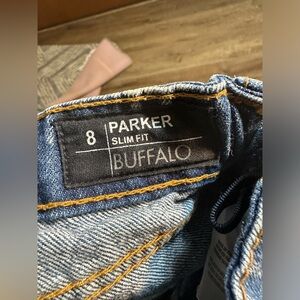 8 PARKER
SLIM FIT
BUFFALO